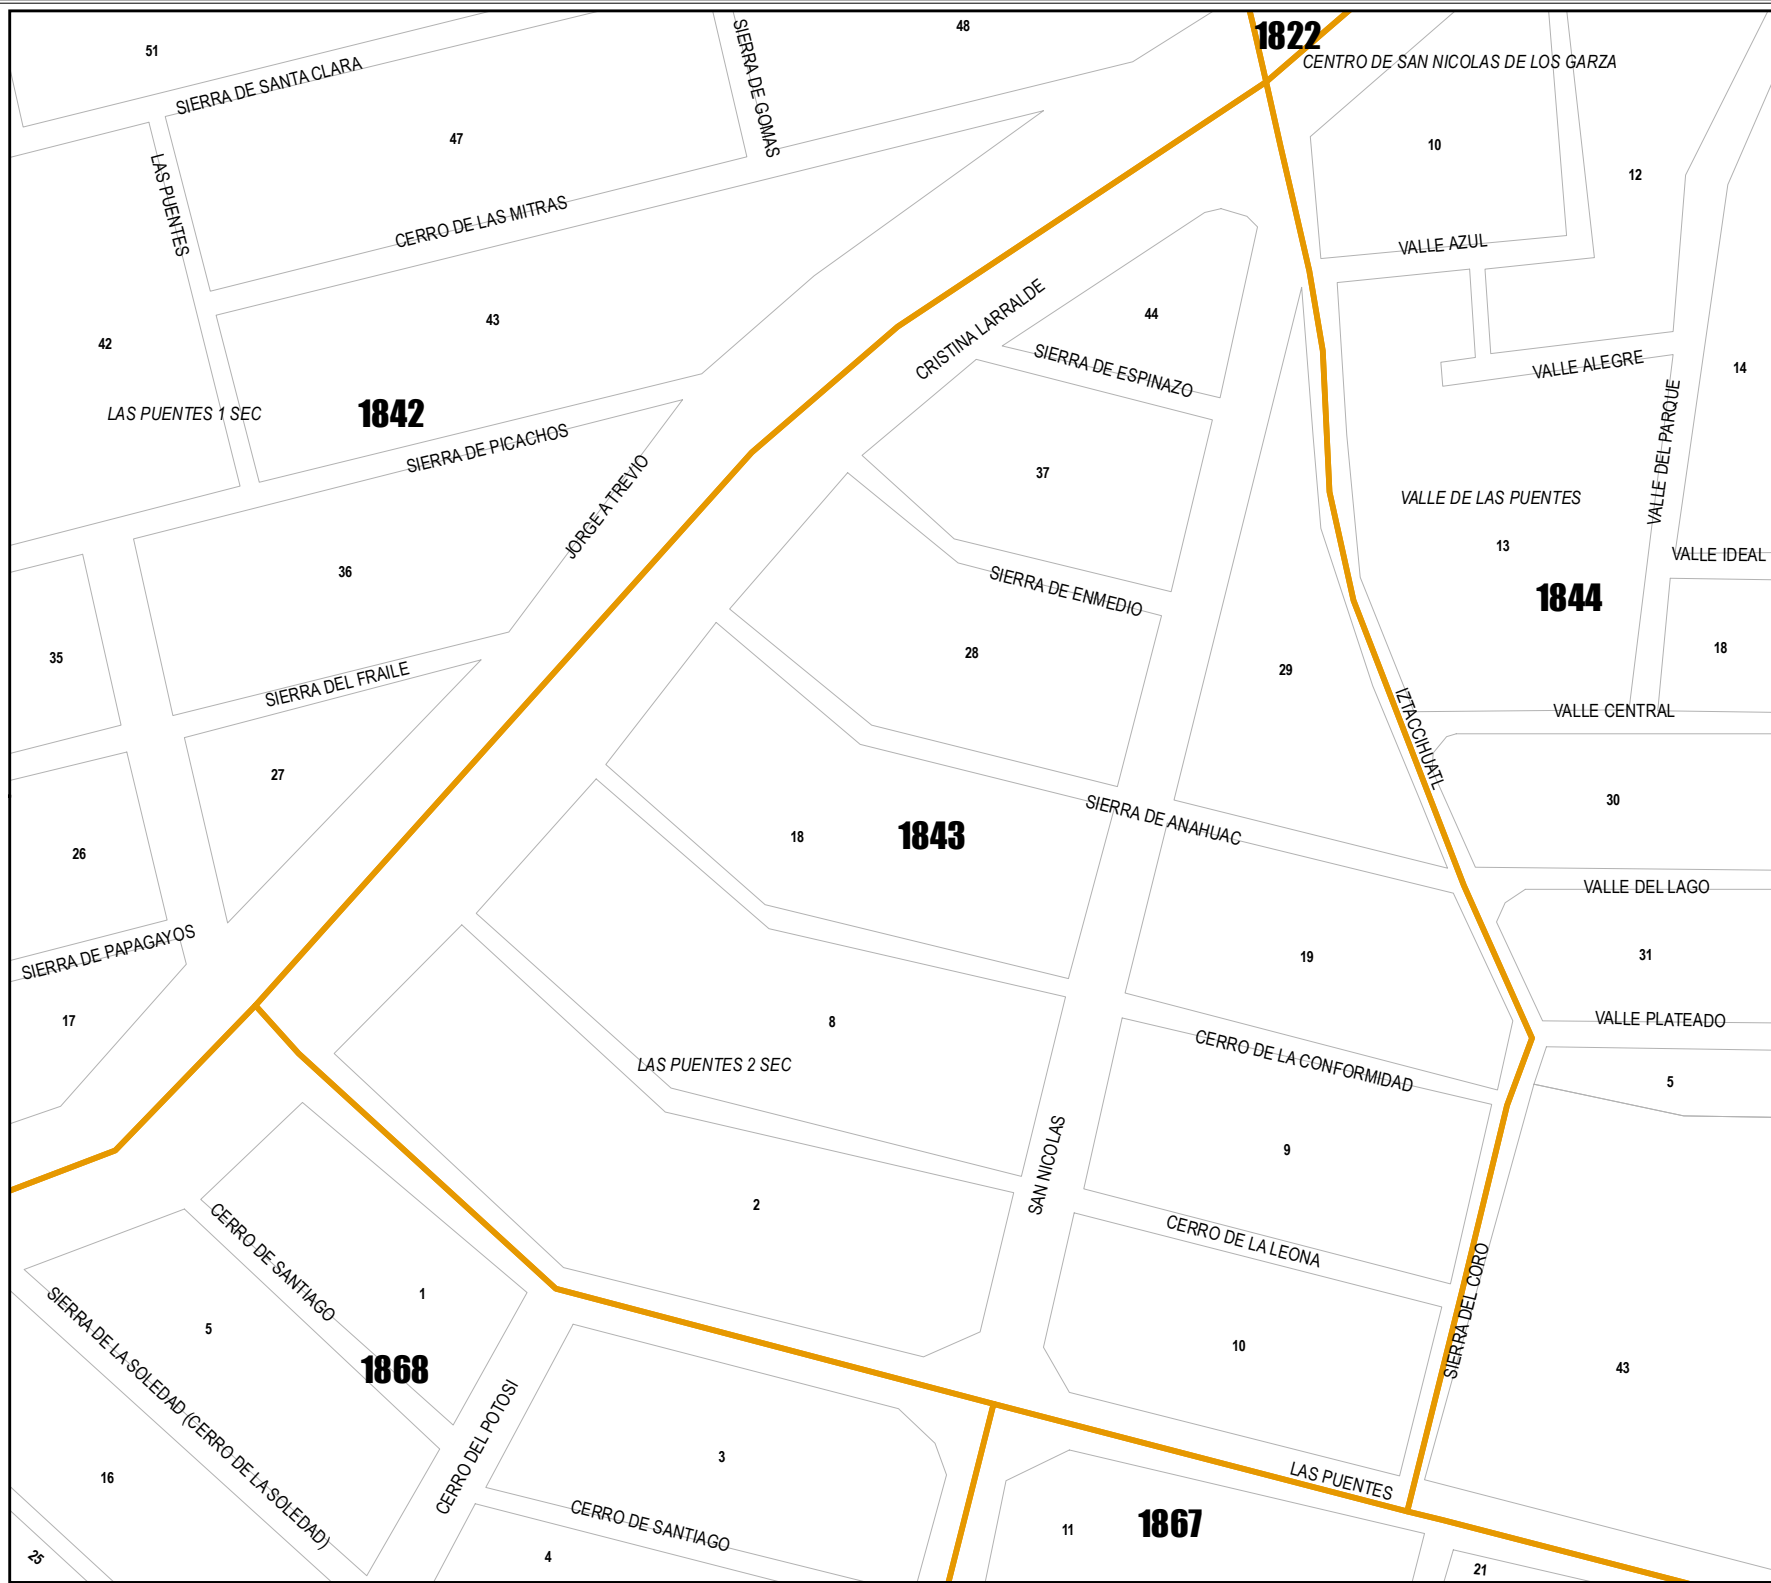 51
48
1822
SIERRA DE SANTA CLARA
SIERRA DE GOMAS
CENTRO DE SAN NICOLAS DE LOS GARZA
47
10
12
LAS PUENTES
CERRO DE LAS MITRAS
VALLE AZUL
43
42
CRISTINA LARRALDE
44
SIERRA DE ESPINAZO
VALLE ALEGRE
14
LAS PUENTES 1 SEC
1842
SIERRA DE PICACHOS
VALLE DEL PARQUE
37
VALLE DE LAS PUENTES
JORGE A TREVIO
13
VALLE IDEAL
36
SIERRA DE ENMEDIO
1844
35
28
29
18
SIERRA DEL FRAILE
IZTACCIHUATL
VALLE CENTRAL
27
30
SIERRA DE ANAHUAC
18
1843
26
VALLE DEL LAGO
SIERRA DE PAPAGAYOS
19
31
17
8
VALLE PLATEADO
CERRO DE LA CONFORMIDAD
LAS PUENTES 2 SEC
5
SAN NICOLAS
9
2
CERRO DE SANTIAGO
CERRO DE LA LEONA
1
SIERRA DEL CORO
5
SIERRA DE LA SOLEDAD (CERRO DE LA SOLEDAD)
10
1868
43
CERRO DEL POTOSI
3
16
LAS PUENTES
CERRO DE SANTIAGO
11
1867
25
4
21